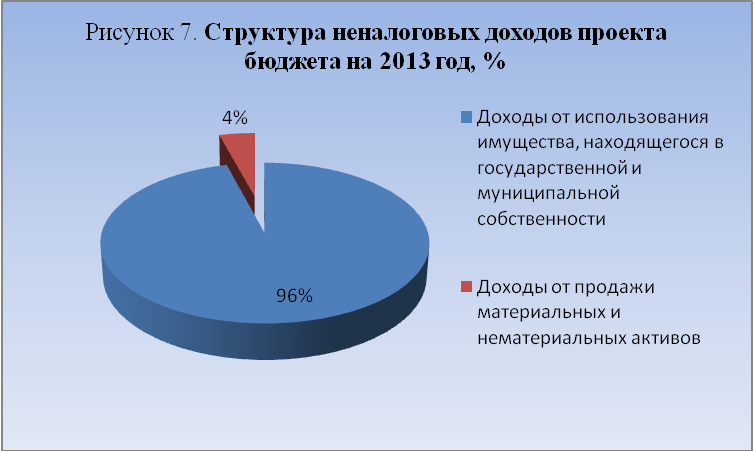 Рисунок 7. Структура неналоговых доходов проекта
бюджета на 2013 год, %
4%
96%
Доходы от использования
имущества, находящегося в
государственной и
муниципальной
собственности
Доходы от продажи
материальных и
нематериальных активов